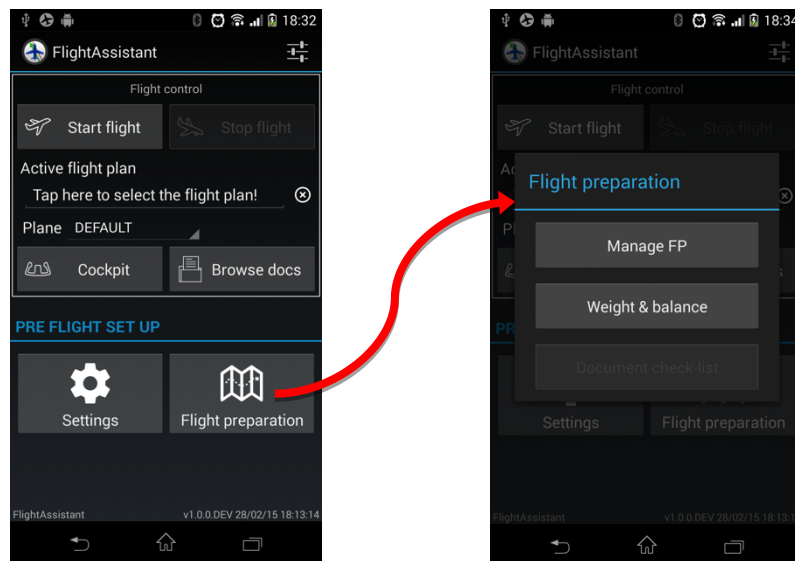 18:32
FlightAssistant
Flight control
Start flight
Stop flight
Active flight plan
Tap here to select the flight plan!
Plane DEFAULT
Cockpit
Browse docs
PRE FLIGHT SET UP
Settings
Flight preparation
FlightAssistant
v1.0.0.DEV 28/02/15 18:13:14
18:34
FlightAssistant
Flight control
Start flight
Stop flight
Flight preparation
Manage FP
Weight & balance
Document check-list
Settings
Flight preparation
FlightAssistant
v1.0.0.DEV 28/02/15 18:13:1